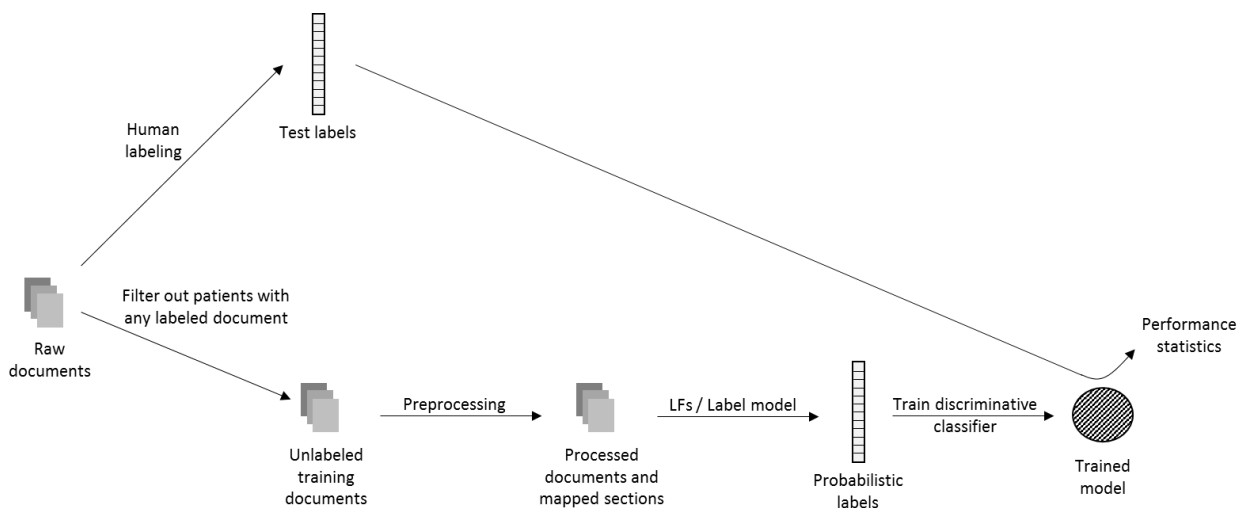 Test labels
Human
labeling
Filter out patients with
any labeled document
Raw
documents
Performance
statistics
Preprocessing
LFs / Label model
Train discriminative
classifier
Unlabeled
training
documents
Processed
documents and
mapped sections
Probabilistic
labels
Trained
model